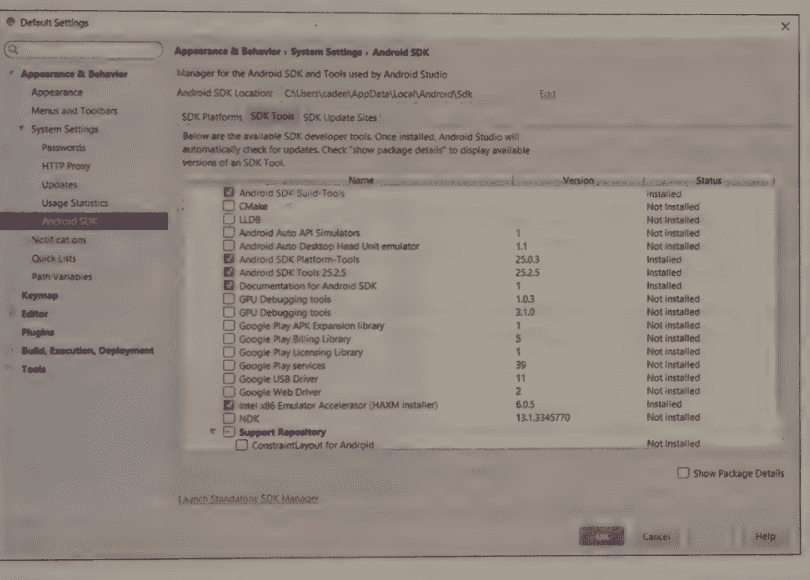 Default Settings
Appearance & Behavior › System Settings › Android SDK
Appearance & Behavior
Manager for the Android SDK and Tools used by Android Studio
Appearance
Android SDK Location: C:\Users\caden\AppData\Local\Android\Sdk Edit
Menus and Toolbars
SDK Platforms SDK Tools SDK Update Sites
System Settings
Below are the available SDK developer tools. Once installed, Android Studio will
Passwords
automatically check for updates. Check "show package details" to display available
HTTP Proxy
versions of an SDK Tool.
Updates
Name Version Status
Android SDK Build-Tools Installed
Usage Statistics
CMake Not Installed
Android SDK
LLDB Not Installed
Android Auto API Simulators 1 Not installed
Notifications
Android Auto Desktop Head Unit emulator 1.1 Not installed
Quick Lists
Android SDK Platform-Tools 25.0.3 Installed
Path Variables
Android SDK Tools 25.2.5 25.2.5 Installed
Documentation for Android SDK 1 Installed
Keymap
GPU Debugging tools 1.0.3 Not installed
Editor
GPU Debugging tools 3.1.0 Not installed
Google Play APK Expansion library 1 Not installed
Plugins
Google Play Billing Library 5 Not installed
Build, Execution, Deployment
Google Play Licensing Library 1 Not installed
Tools
Google Play services 39 Not installed
Google USB Driver 11 Not installed
Google Web Driver 2 Not installed
Intel x86 Emulator Accelerator (HAXM installer) 6.0.5 Installed
NDK 13.1.3345770 Not installed
Support Repository
ConstraintLayout for Android Not Installed
Show Package Details
Launch Standalone SDK Manager
Cancel Help